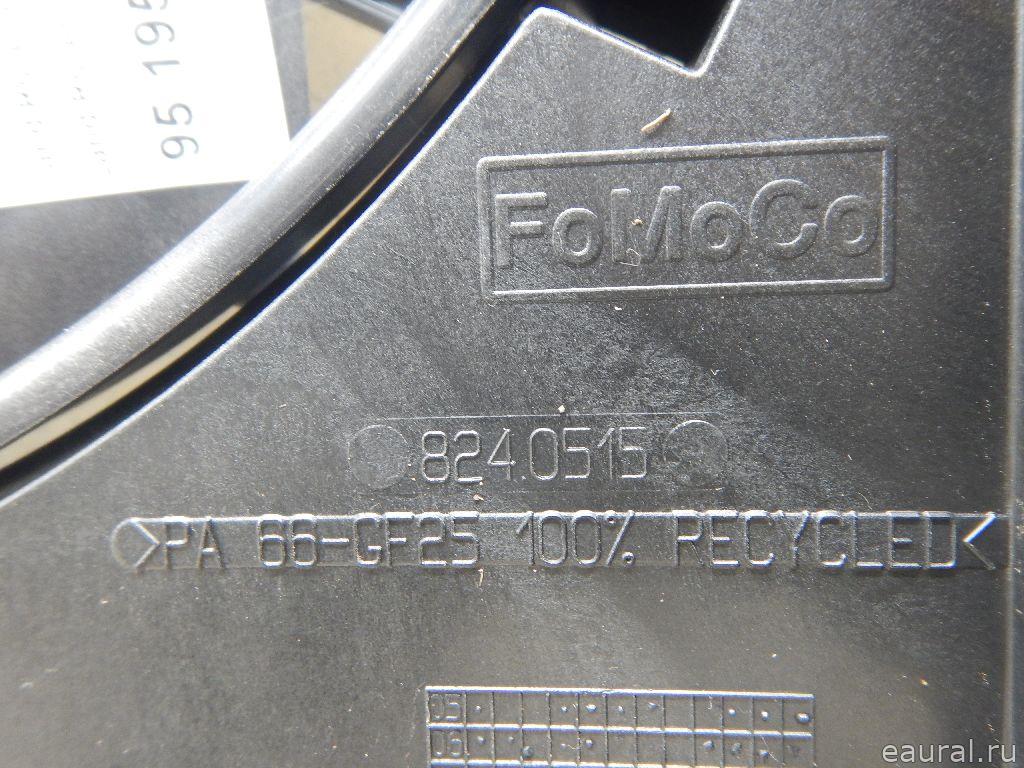 95 195
FoMoCo
824.0515
>PA 66-GF25 100% RECYCLED<
05
06
eaural.ru